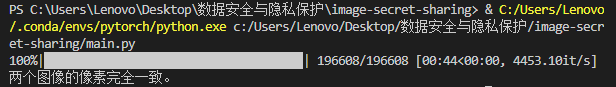 PS C:\Users\Lenovo\Desktop\数据安全与隐私保护\image-secret-sharing> & C:/Users/Lenovo
/.conda/envs/pytorch/python.exe c:/Users/Lenovo/Desktop/数据安全与隐私保护/image-secr
et-sharing/main.py
100%| | 196608/196608 [00:44<00:00, 4453.10it/s]
两个图像的像素完全一致。